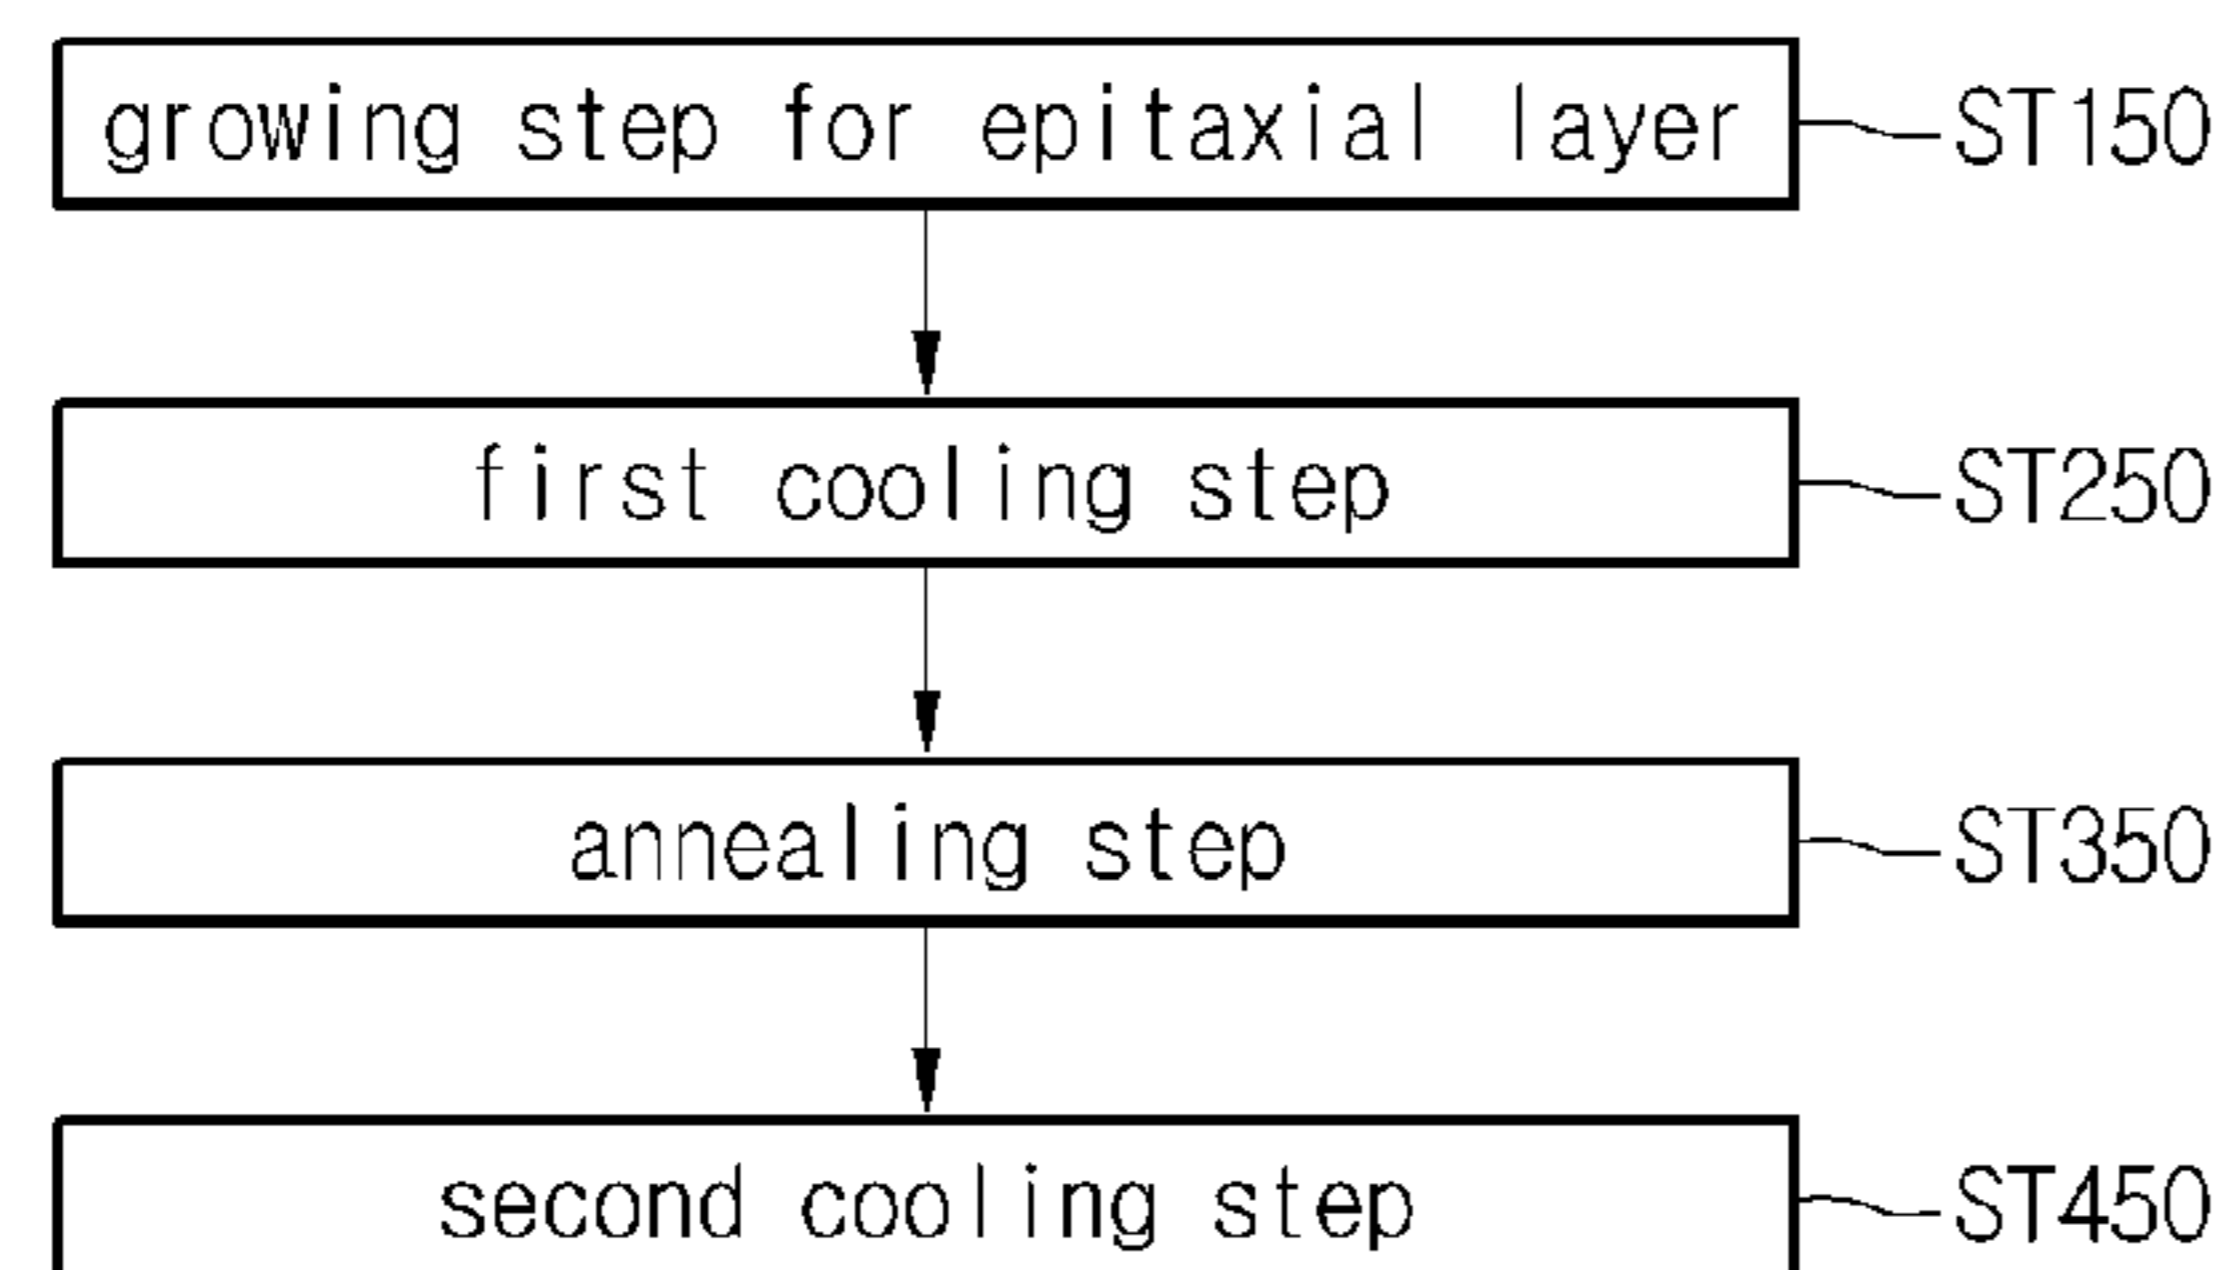 growing step for epitaxial layer ST150
first cooling step ST250
annealing step ST350
second cooling step ST450